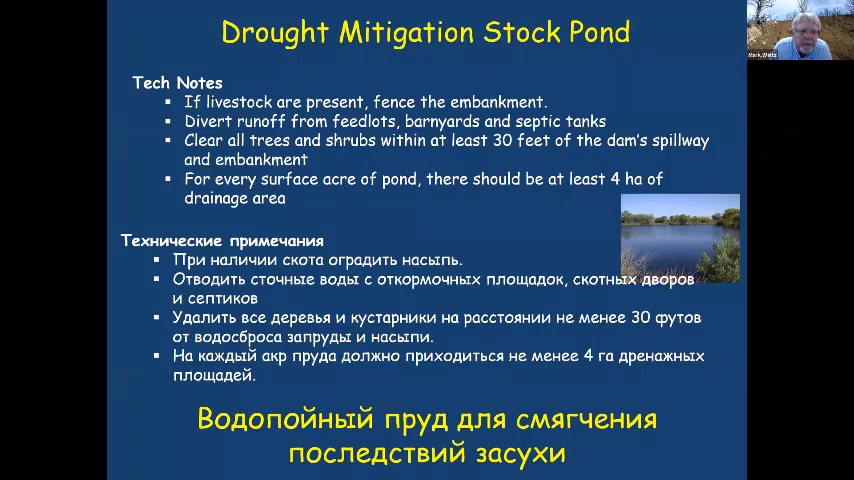 Drought Mitigation Stock Pond
Mark Weltz
Tech Notes
▪ If livestock are present, fence the embankment.
▪ Divert runoff from feedlots, barnyards and septic tanks
▪ Clear all trees and shrubs within at least 30 feet of the dam's spillway
and embankment
▪ For every surface acre of pond, there should be at least 4 ha of
drainage area
Технические примечания
▪ При наличии скота оградить насыпь.
▪ Отводить сточные воды с откормочных площадок, скотных дворов
и септиков
▪ Удалить все деревья и кустарники на расстоянии не менее 30 футов
от водосброса запруды и насыпи.
▪ На каждый акр пруда должно приходиться не менее 4 га дренажных
площадей.
Водопойный пруд для смягчения
последствий засухи